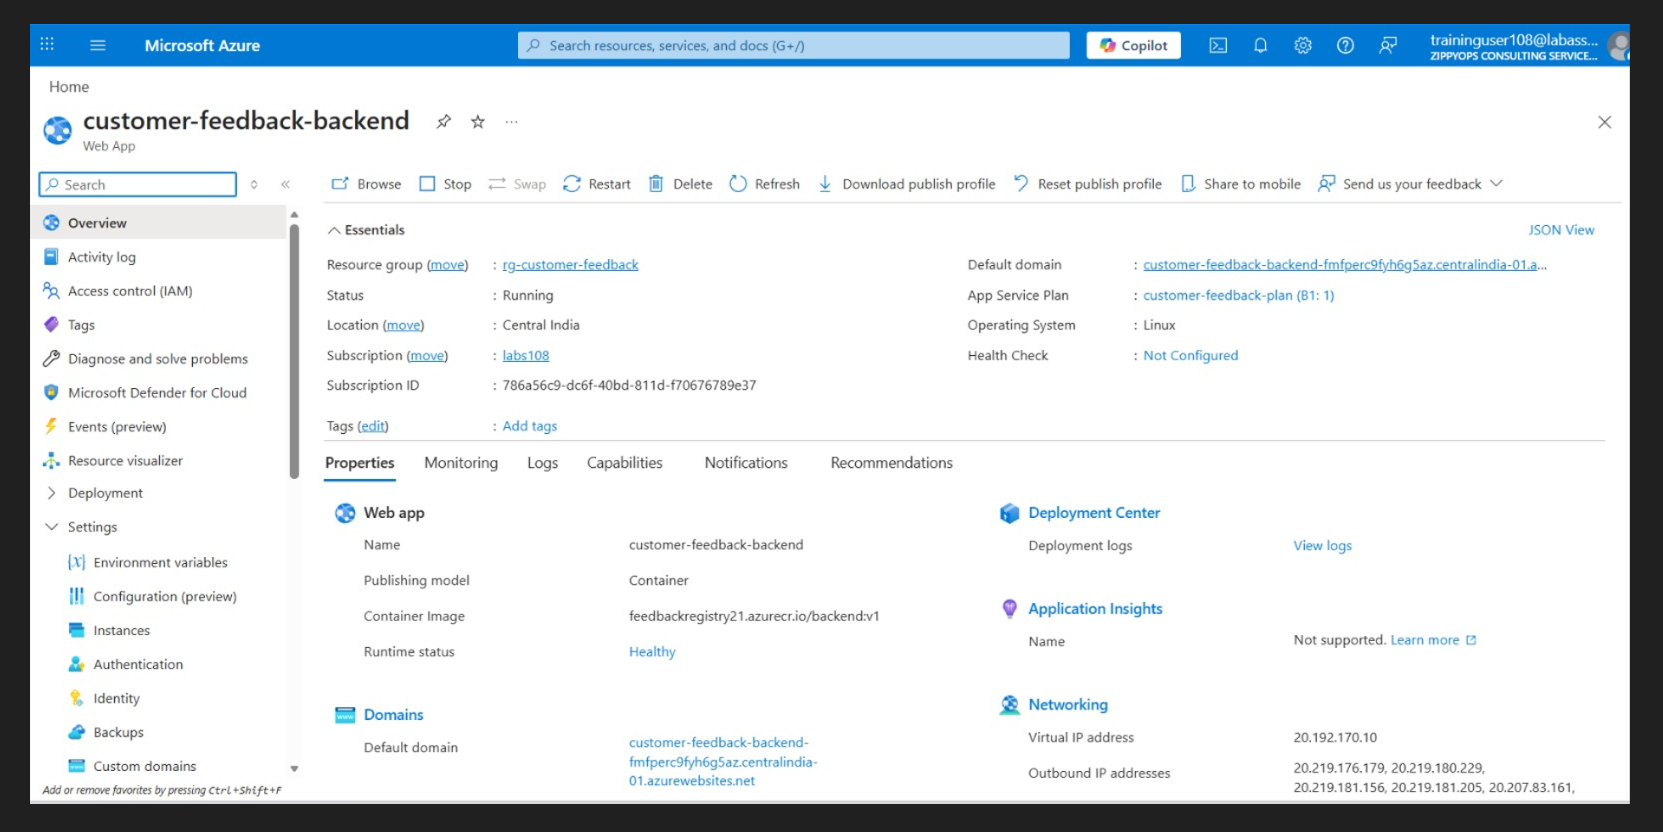 Microsoft Azure
Search resources, services, and docs (G+/)
Copilot
traininguser108@labass...
ZIPPYOPS CONSULTING SERVICE...
Home
customer-feedback-backend
...
Web App
Search
Browse Stop Swap Restart Delete Refresh Download publish profile Reset publish profile Share to mobile Send us your feedback
Overview
Activity log
Access control (IAM)
Tags
Diagnose and solve problems
Microsoft Defender for Cloud
Events (preview)
Resource visualizer
Deployment
Settings
{x} Environment variables
Configuration (preview)
Instances
Authentication
Identity
Backups
Custom domains
Add or remove favorites by pressing Ctrl+Shift+F
Essentials
JSON View
Resource group (move) : rg-customer-feedback
Status : Running
Location (move) : Central India
Subscription (move) : labs108
Subscription ID : 786a56c9-dc6f-40bd-811d-f70676789e37
Tags (edit) : Add tags
Default domain : customer-feedback-backend-fmfperc9fyh6g5az.centralindia-01.a...
App Service Plan : customer-feedback-plan (B1: 1)
Operating System : Linux
Health Check : Not Configured
Properties Monitoring Logs Capabilities Notifications Recommendations
Web app
Name customer-feedback-backend
Publishing model Container
Container Image feedbackregistry21.azurecr.io/backend:v1
Runtime status Healthy
Domains
Default domain customer-feedback-backend-
fmfperc9fyh6g5az.centralindia-
01.azurewebsites.net
Deployment Center
Deployment logs View logs
Application Insights
Name Not supported. Learn more
Networking
Virtual IP address 20.192.170.10
Outbound IP addresses 20.219.176.179, 20.219.180.229,
20.219.181.156, 20.219.181.205, 20.207.83.161,